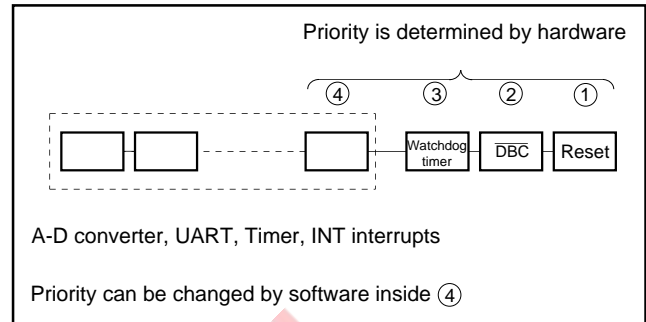 Priority is determined by hardware
④ ③ ② ①
Watchdog
timer
DBC
Reset
A-D converter, UART, Timer, INT interrupts
Priority can be changed by software inside ④